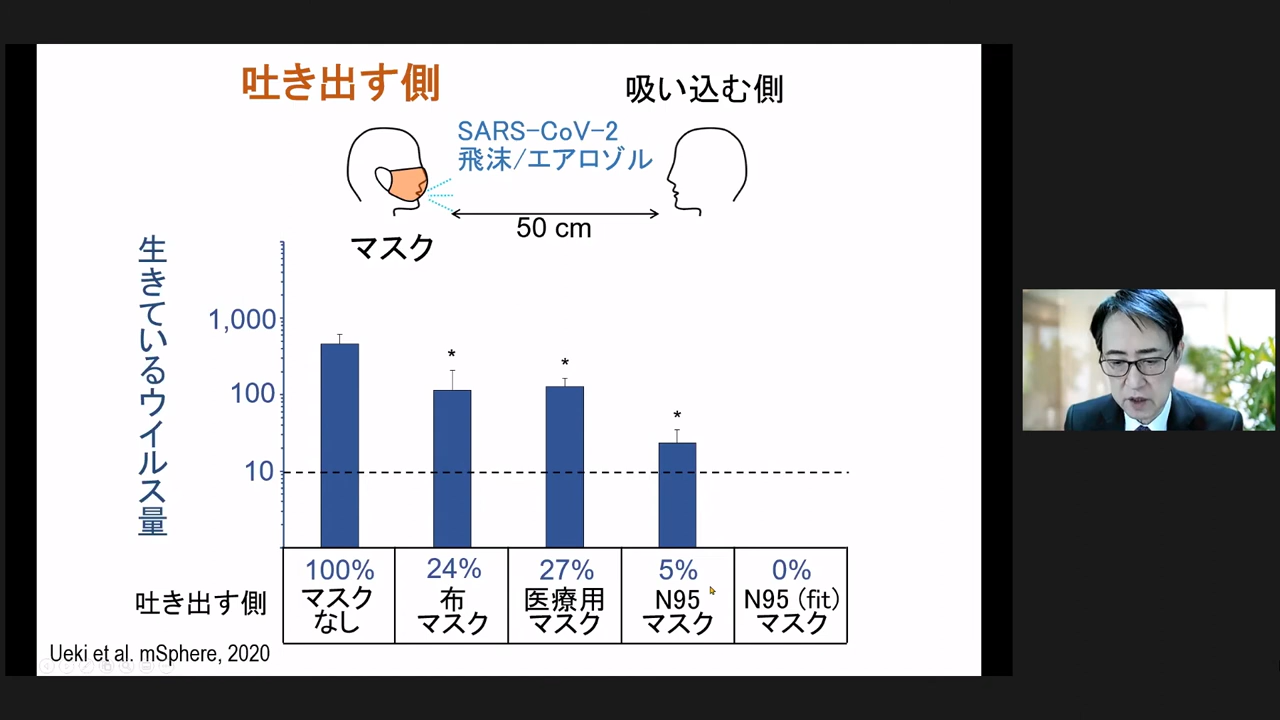 吐き出す側
吸い込む側
SARS-CoV-2
飛沫/エアロゾル
50 cm
マスク
生きているウイルス量
1,000
100
10
*
*
*
100%
24%
27%
5%
0%
吐き出す側
マスク
なし
布
マスク
医療用
マスク
N95
マスク
N95 (fit)
マスク
Ueki et al. mSphere, 2020